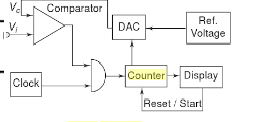 Vc
Comparator
Vi
DAC
Ref.
Voltage
Clock
Counter
Display
Reset / Start